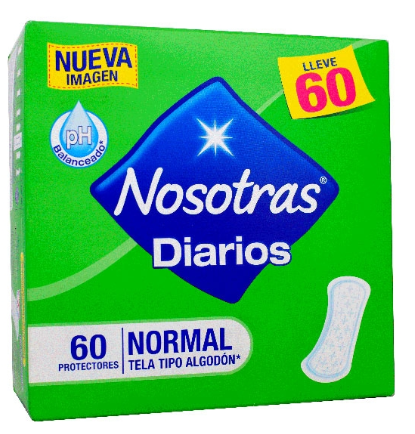 NUEVA
IMAGEN
LLEVE
60
pH
Balanceado*
Nosotras®
Diarios
60
PROTECTORES
NORMAL
TELA TIPO ALGODÓN*